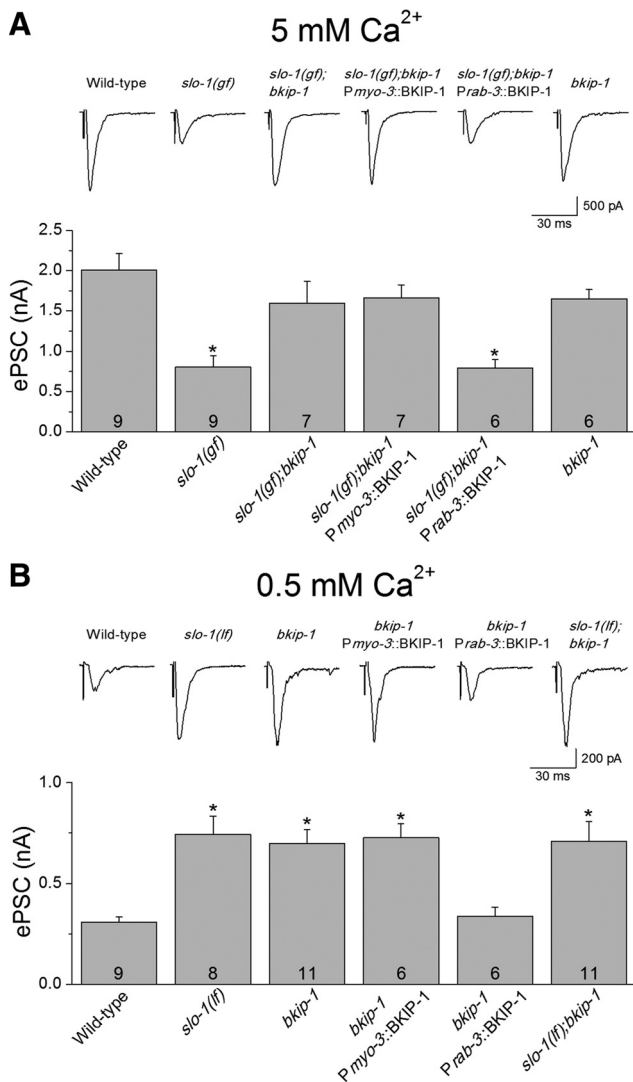 A
5 mM Ca2+
Wild-type
slo-1(gf)
slo-1(gf);
bkip-1
slo-1(gf);bkip-1
Pmyo-3::BKIP-1
slo-1(gf);bkip-1
Prab-3::BKIP-1
bkip-1
500 pA
30 ms
ePSC (nA)
2.5
2.0
1.5
1.0
0.5
0.0
*
*
9
9
7
7
6
6
Wild-type
slo-1(gf)
slo-1(gf);bkip-1
slo-1(gf);bkip-1
Pmyo-3::BKIP-1
slo-1(gf);bkip-1
Prab-3::BKIP-1
bkip-1
B
0.5 mM Ca2+
Wild-type
slo-1(lf)
bkip-1
bkip-1
Pmyo-3::BKIP-1
bkip-1
Prab-3::BKIP-1
slo-1(lf);
bkip-1
200 pA
30 ms
ePSC (nA)
1.0
0.5
0.0
*
*
*
*
9
8
11
6
6
11
Wild-type
slo-1(lf)
bkip-1
bkip-1
Pmyo-3::BKIP-1
bkip-1
Prab-3::BKIP-1
slo-1(lf);bkip-1